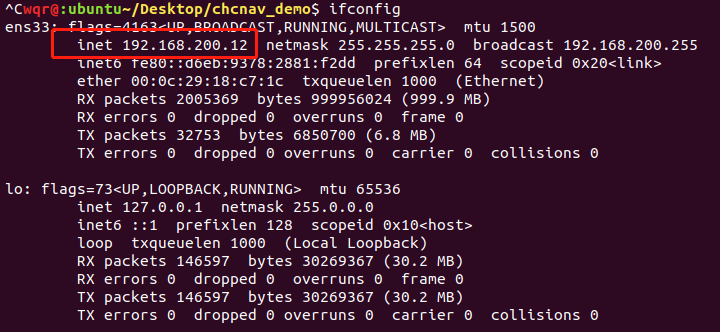 ^Cwqr@:ubuntu~/Desktop/chcnav_demo$ ifconfig
ens33: flags=4163<UP,BROADCAST,RUNNING,MULTICAST>  mtu 1500
        inet 192.168.200.12  netmask 255.255.255.0  broadcast 192.168.200.255
        inet6 fe80::d6eb:9378:2881:f2dd  prefixlen 64  scopeid 0x20<link>
        ether 00:0c:29:18:c7:1c  txqueuelen 1000  (Ethernet)
        RX packets 2005369  bytes 999956024 (999.9 MB)
        RX errors 0  dropped 0  overruns 0  frame 0
        TX packets 32753  bytes 6850700 (6.8 MB)
        TX errors 0  dropped 0 overruns 0  carrier 0  collisions 0

lo: flags=73<UP,LOOPBACK,RUNNING>  mtu 65536
        inet 127.0.0.1  netmask 255.0.0.0
        inet6 ::1  prefixlen 128  scopeid 0x10<host>
        loop  txqueuelen 1000  (Local Loopback)
        RX packets 146597  bytes 30269367 (30.2 MB)
        RX errors 0  dropped 0  overruns 0  frame 0
        TX packets 146597  bytes 30269367 (30.2 MB)
        TX errors 0  dropped 0 overruns 0  carrier 0  collisions 0